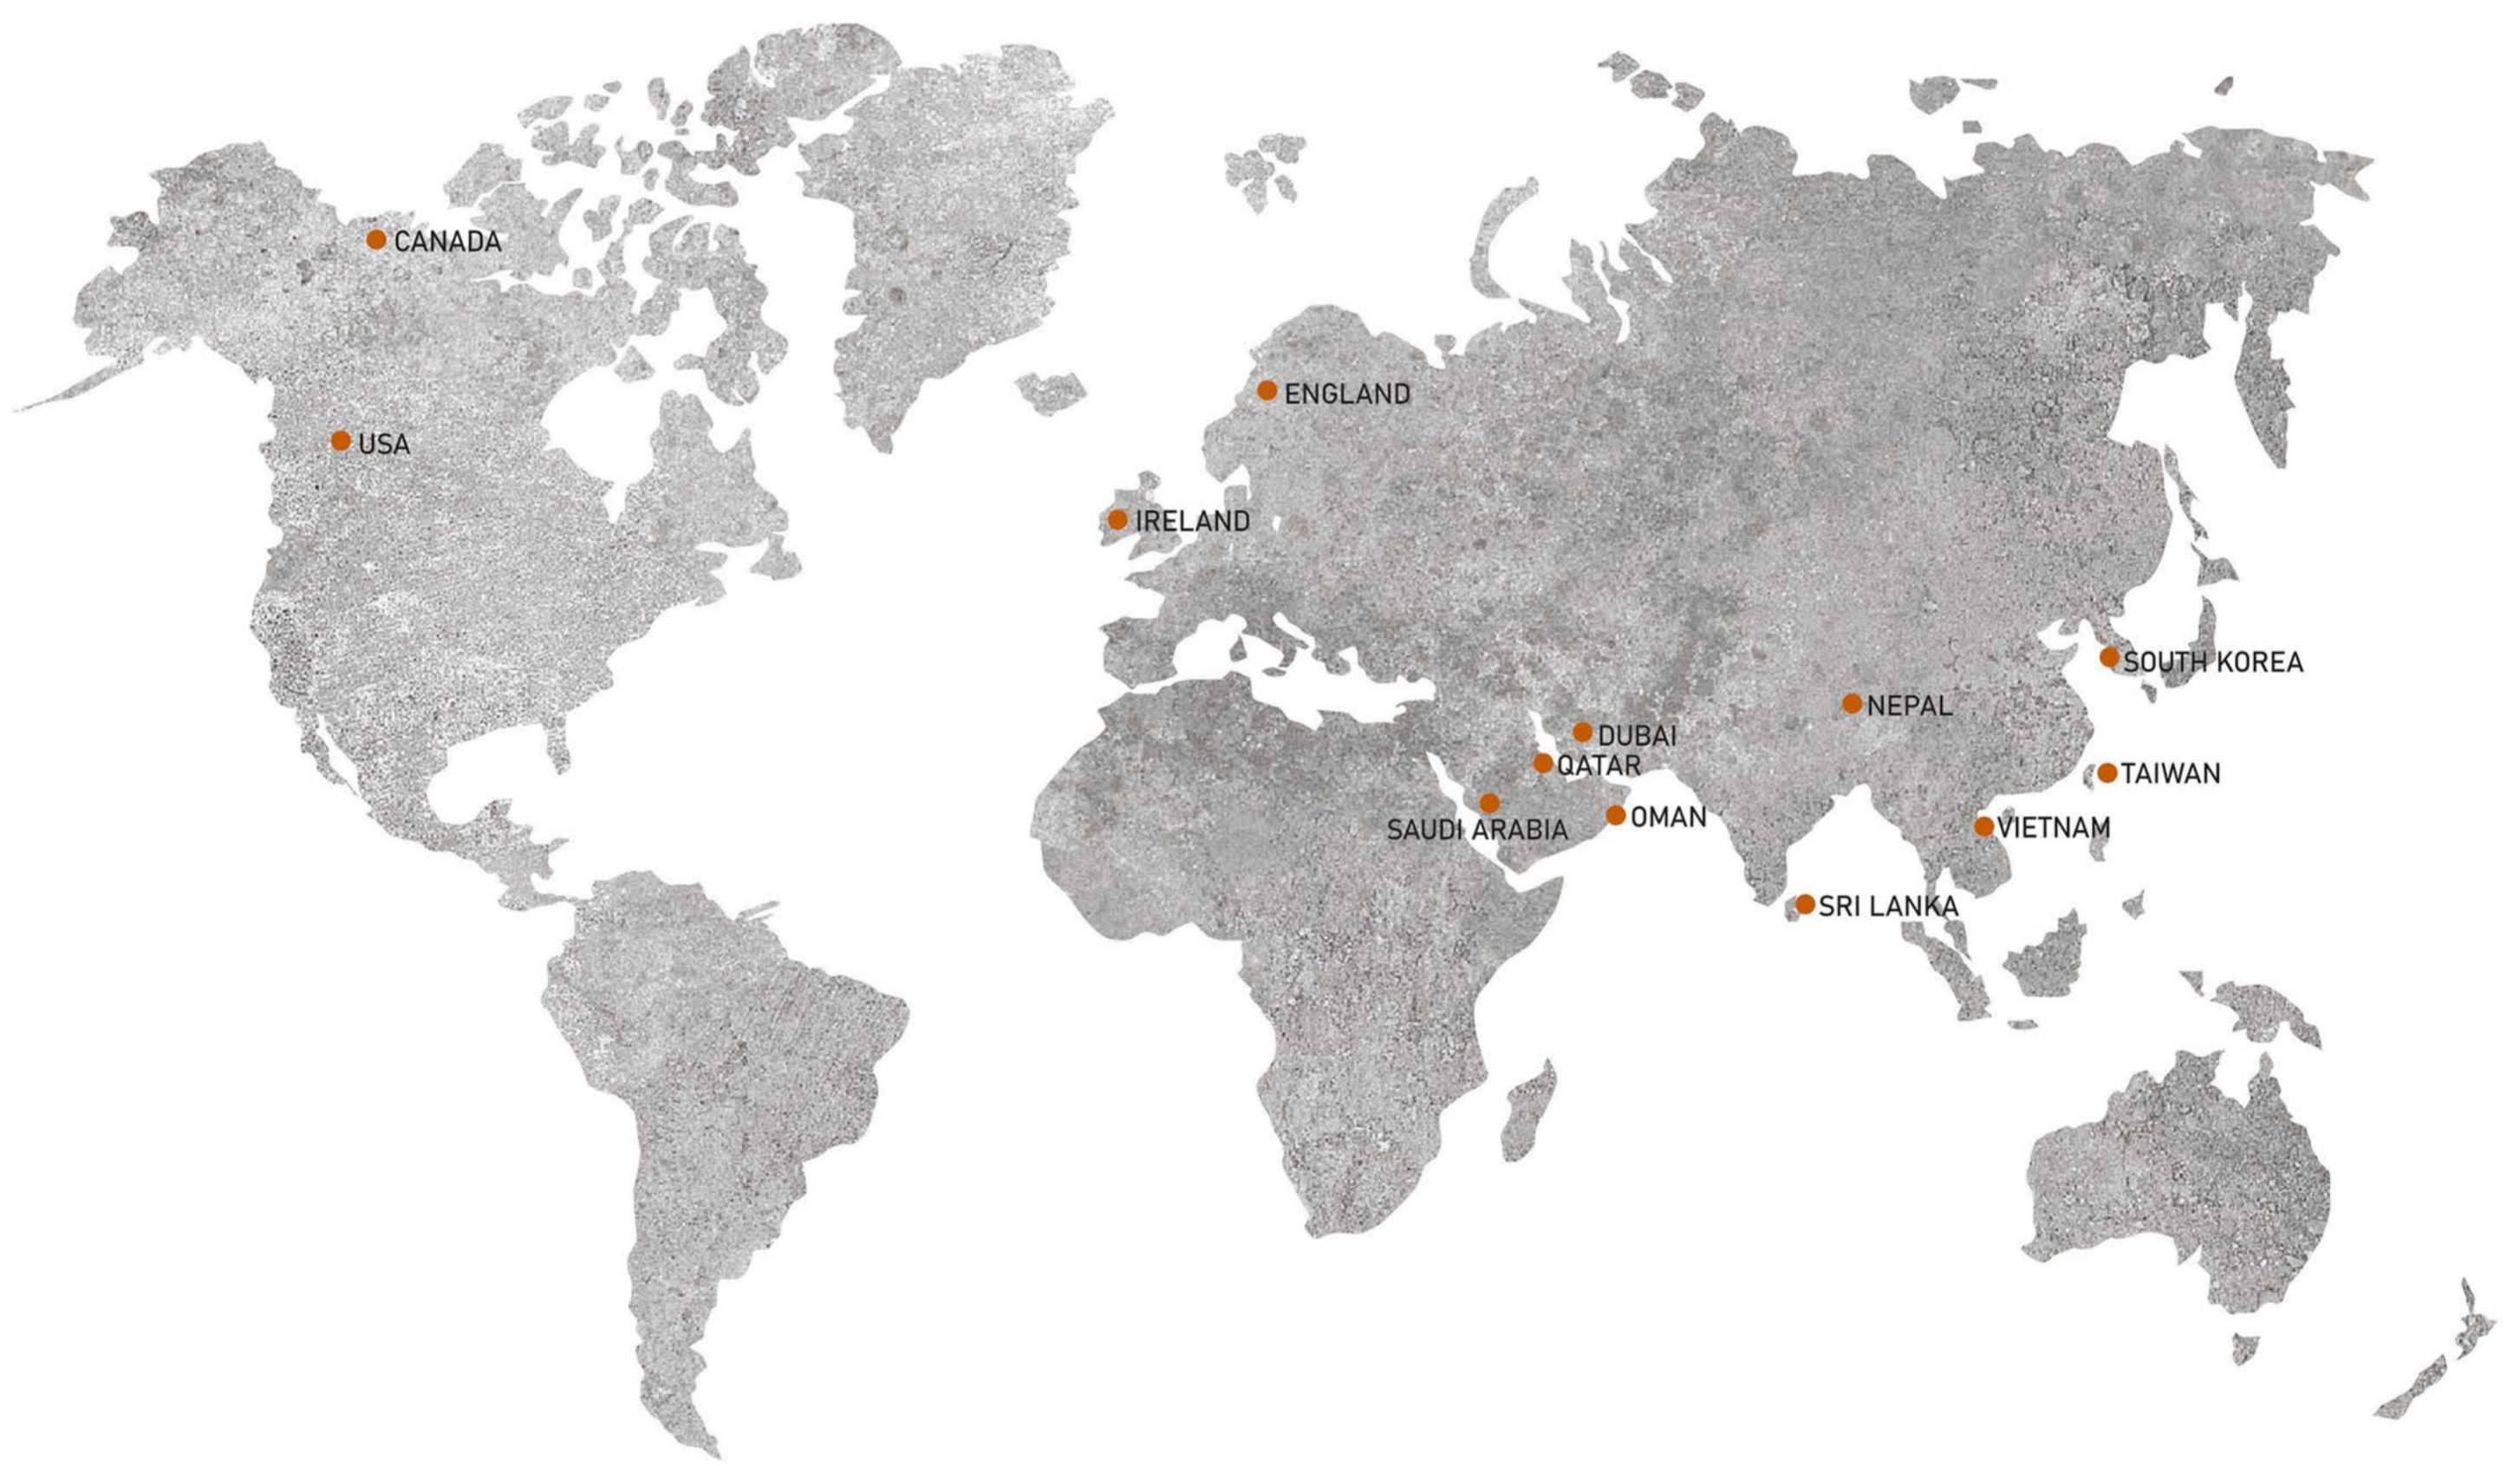 CANADA
ENGLAND
USA
IRELAND
SOUTH KOREA
NEPAL
DUBAI
QATAR
TAIWAN
OMAN
SAUDI ARABIA
VIETNAM
SRI LANKA